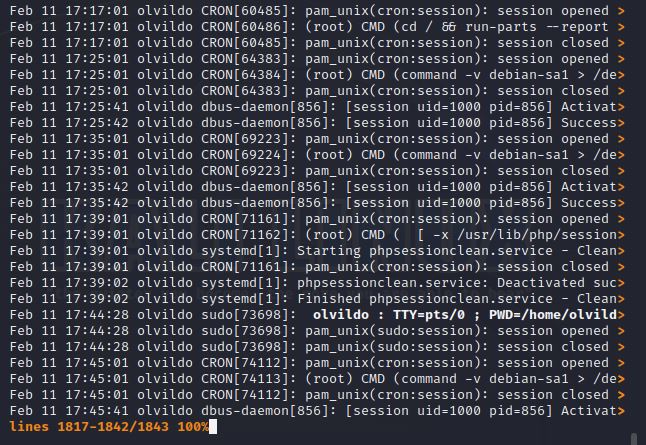 Feb 11 17:17:01 olvildo CRON[60485]: pam_unix(cron:session): session opened >
Feb 11 17:17:01 olvildo CRON[60486]: (root) CMD (cd / && run-parts --report >
Feb 11 17:17:01 olvildo CRON[60485]: pam_unix(cron:session): session closed >
Feb 11 17:25:01 olvildo CRON[64383]: pam_unix(cron:session): session opened >
Feb 11 17:25:01 olvildo CRON[64384]: (root) CMD (command -v debian-sa1 > /de>
Feb 11 17:25:01 olvildo CRON[64383]: pam_unix(cron:session): session closed >
Feb 11 17:25:41 olvildo dbus-daemon[856]: [session uid=1000 pid=856] Activat>
Feb 11 17:25:42 olvildo dbus-daemon[856]: [session uid=1000 pid=856] Success>
Feb 11 17:35:01 olvildo CRON[69223]: pam_unix(cron:session): session opened >
Feb 11 17:35:01 olvildo CRON[69224]: (root) CMD (command -v debian-sa1 > /de>
Feb 11 17:35:01 olvildo CRON[69223]: pam_unix(cron:session): session closed >
Feb 11 17:35:42 olvildo dbus-daemon[856]: [session uid=1000 pid=856] Activat>
Feb 11 17:35:42 olvildo dbus-daemon[856]: [session uid=1000 pid=856] Success>
Feb 11 17:39:01 olvildo CRON[71161]: pam_unix(cron:session): session opened >
Feb 11 17:39:01 olvildo CRON[71162]: (root) CMD (  [ -x /usr/lib/php/session>
Feb 11 17:39:01 olvildo systemd[1]: Starting phpsessionclean.service - Clean>
Feb 11 17:39:01 olvildo CRON[71161]: pam_unix(cron:session): session closed >
Feb 11 17:39:02 olvildo systemd[1]: phpsessionclean.service: Deactivated suc>
Feb 11 17:39:02 olvildo systemd[1]: Finished phpsessionclean.service - Clean>
Feb 11 17:44:28 olvildo sudo[73698]:  olvildo : TTY=pts/0 ; PWD=/home/olvild>
Feb 11 17:44:28 olvildo sudo[73698]: pam_unix(sudo:session): session opened >
Feb 11 17:44:28 olvildo sudo[73698]: pam_unix(sudo:session): session closed >
Feb 11 17:45:01 olvildo CRON[74112]: pam_unix(cron:session): session opened >
Feb 11 17:45:01 olvildo CRON[74113]: (root) CMD (command -v debian-sa1 > /de>
Feb 11 17:45:01 olvildo CRON[74112]: pam_unix(cron:session): session closed >
Feb 11 17:45:41 olvildo dbus-daemon[856]: [session uid=1000 pid=856] Activat>
lines 1817-1842/1843 100%